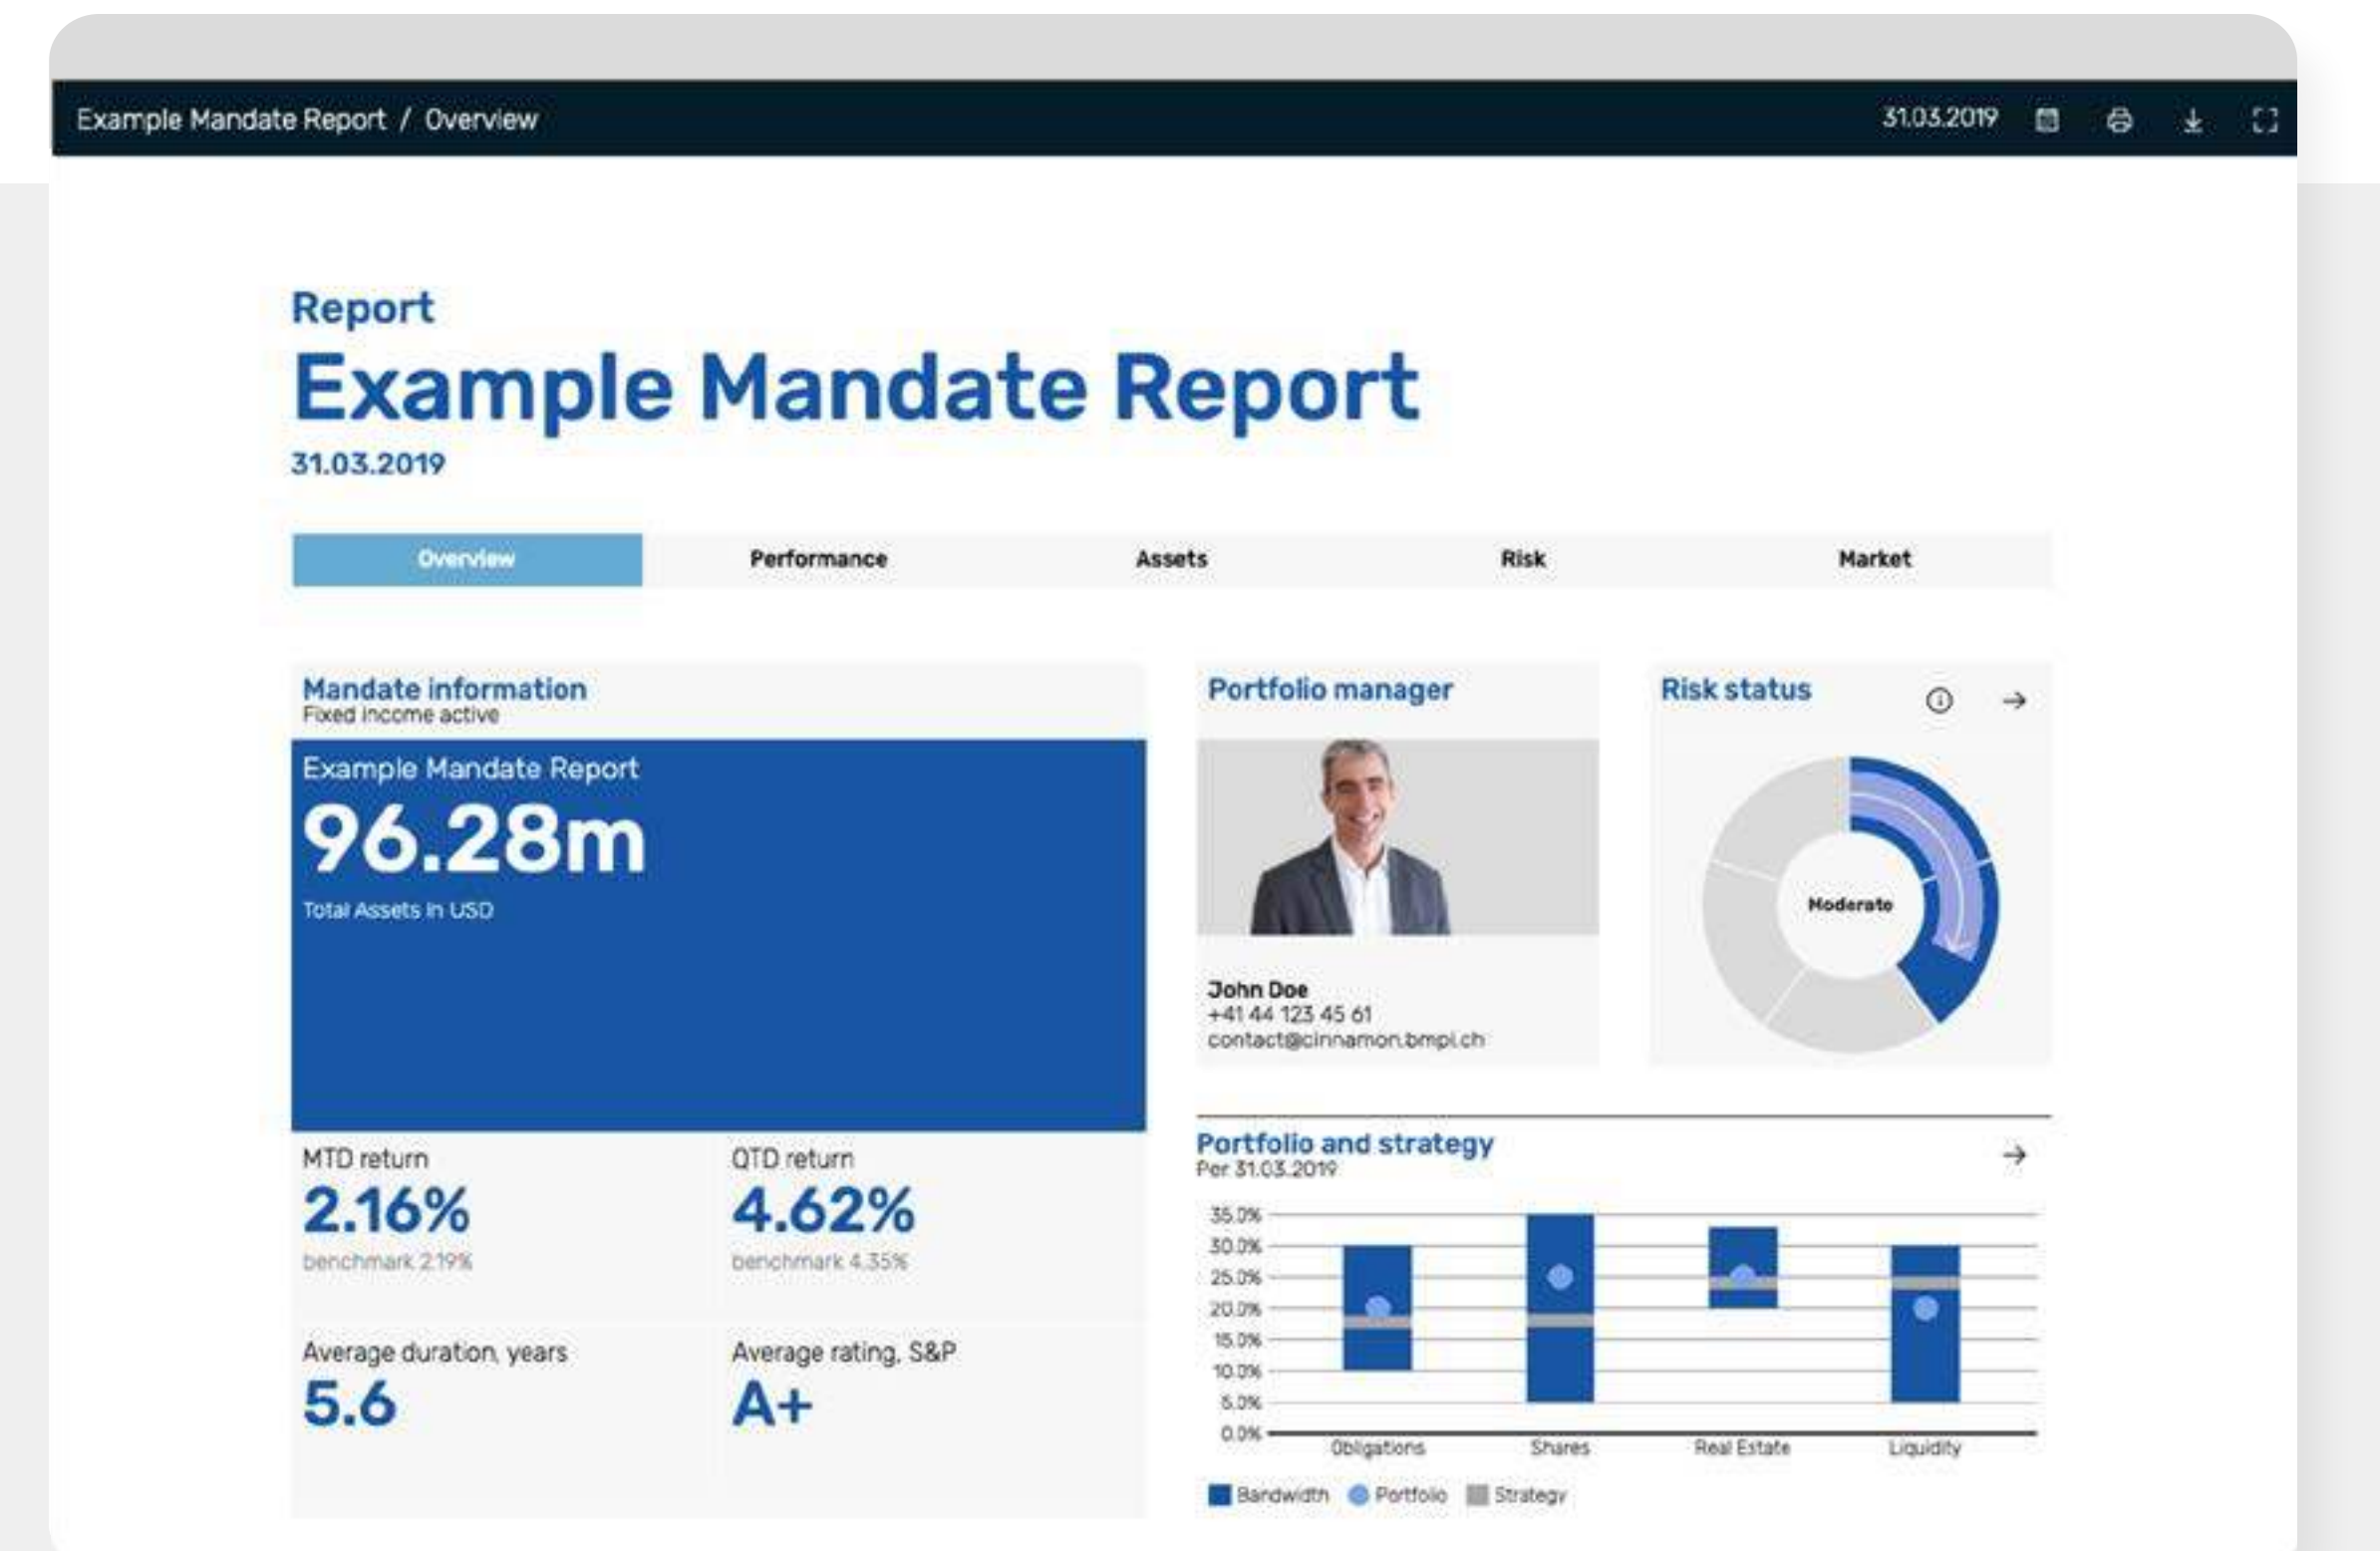 Example Mandate Report / Overview
31.03.2019
Report
Example Mandate Report
31.03.2019
Overview
Performance
Assets
Risk
Market
Mandate information
Fixed income active
Example Mandate Report
96.28m
Total Assets in USD
MTD return
2.16%
benchmark 2.19%
QTD return
4.62%
benchmark 4.35%
Average duration, years
5.6
Average rating, S&P
A+
Portfolio manager
John Doe
+41 44 123 45 61
contact@cinnamon.bmpi.ch
Risk status
Moderate
Portfolio and strategy
Per 31.03.2019
35.0%
30.0%
25.0%
20.0%
15.0%
10.0%
5.0%
0.0%
Obligations
Shares
Real Estate
Liquidity
Bandwidth
Portfolio
Strategy